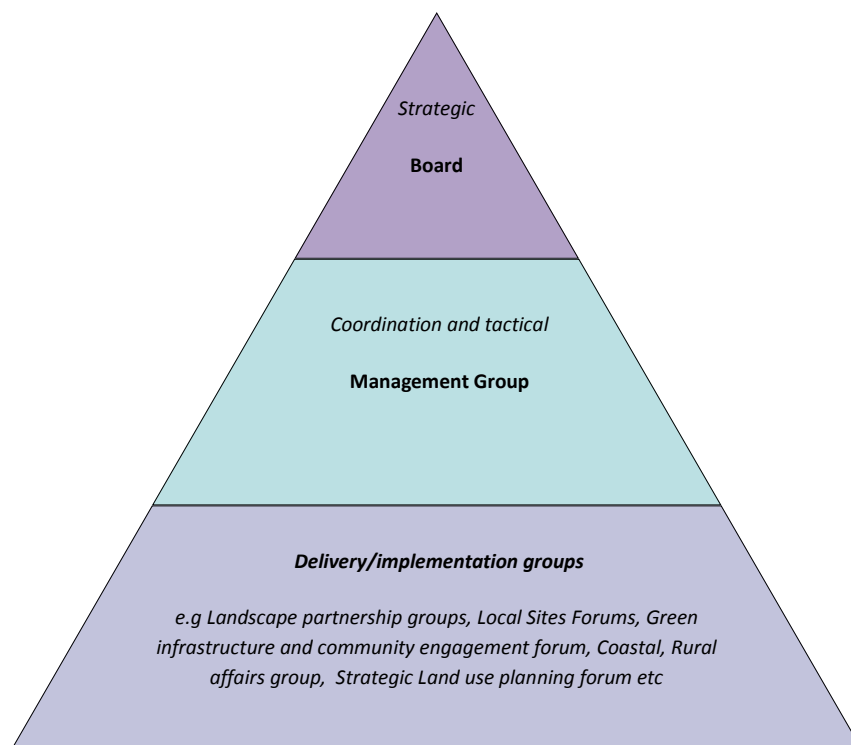 Strategic
Board
Coordination and tactical
Management Group
Delivery/implementation groups
e.g Landscape partnership groups, Local Sites Forums, Green
infrastructure and community engagement forum, Coastal, Rural
affairs group,  Strategic Land use planning forum etc